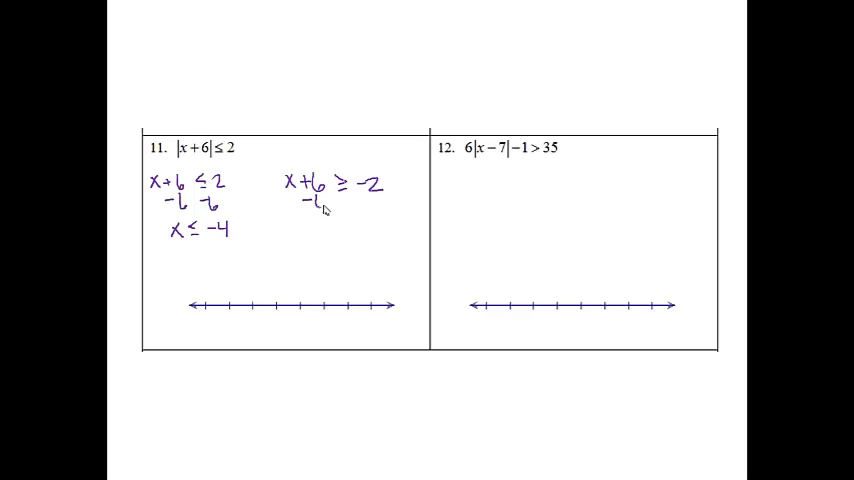 11. |x+6| ≤ 2
x+6 ≤ 2
-6 -6
x ≤ -4
x+6 ≥ -2
-6
12. 6|x−7|−1 > 35